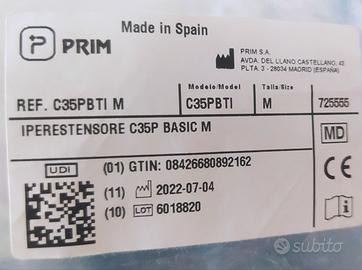 Made in Spain
PRIM
PRIM S.A.
AVDA. DEL LLANO CASTELLANO, 43
PLTA. 3 - 28034 MADRID (ESPAÑA)
REF. C35PBTI M
Modelo/Model
C35PBTI
Talla/Size
M
725555
IPERESTENSORE C35P BASIC M
MD
UDI
(01) GTIN: 08426680892162
(11) 2022-07-04
(10) LOT 6018820
CE
i
subito